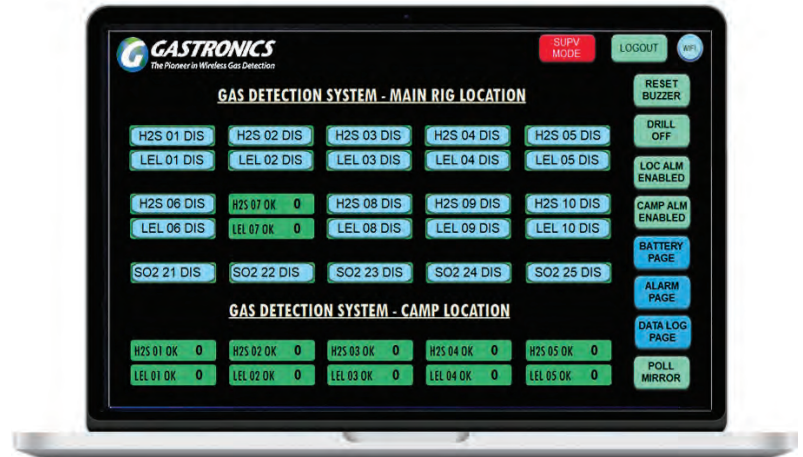 GASTRONICS
The Pioneer in Wireless Gas Detection
SUPV MODE
LOGOUT
WIFI
GAS DETECTION SYSTEM - MAIN RIG LOCATION
H2S 01 DIS H2S 02 DIS H2S 03 DIS H2S 04 DIS H2S 05 DIS
LEL 01 DIS LEL 02 DIS LEL 03 DIS LEL 04 DIS LEL 05 DIS
H2S 06 DIS H2S 07 OK 0 H2S 08 DIS H2S 09 DIS H2S 10 DIS
LEL 06 DIS LEL 07 OK 0 LEL 08 DIS LEL 09 DIS LEL 10 DIS
SO2 21 DIS SO2 22 DIS SO2 23 DIS SO2 24 DIS SO2 25 DIS
GAS DETECTION SYSTEM - CAMP LOCATION
H2S 01 OK 0 H2S 02 OK 0 H2S 03 OK 0 H2S 04 OK 0 H2S 05 OK 0
LEL 01 OK 0 LEL 02 OK 0 LEL 03 OK 0 LEL 04 OK 0 LEL 05 OK 0
RESET
BUZZER
DRILL
OFF
LOC ALM
ENABLED
CAMP ALM
ENABLED
BATTERY
PAGE
ALARM
PAGE
DATA LOG
PAGE
POLL
MIRROR